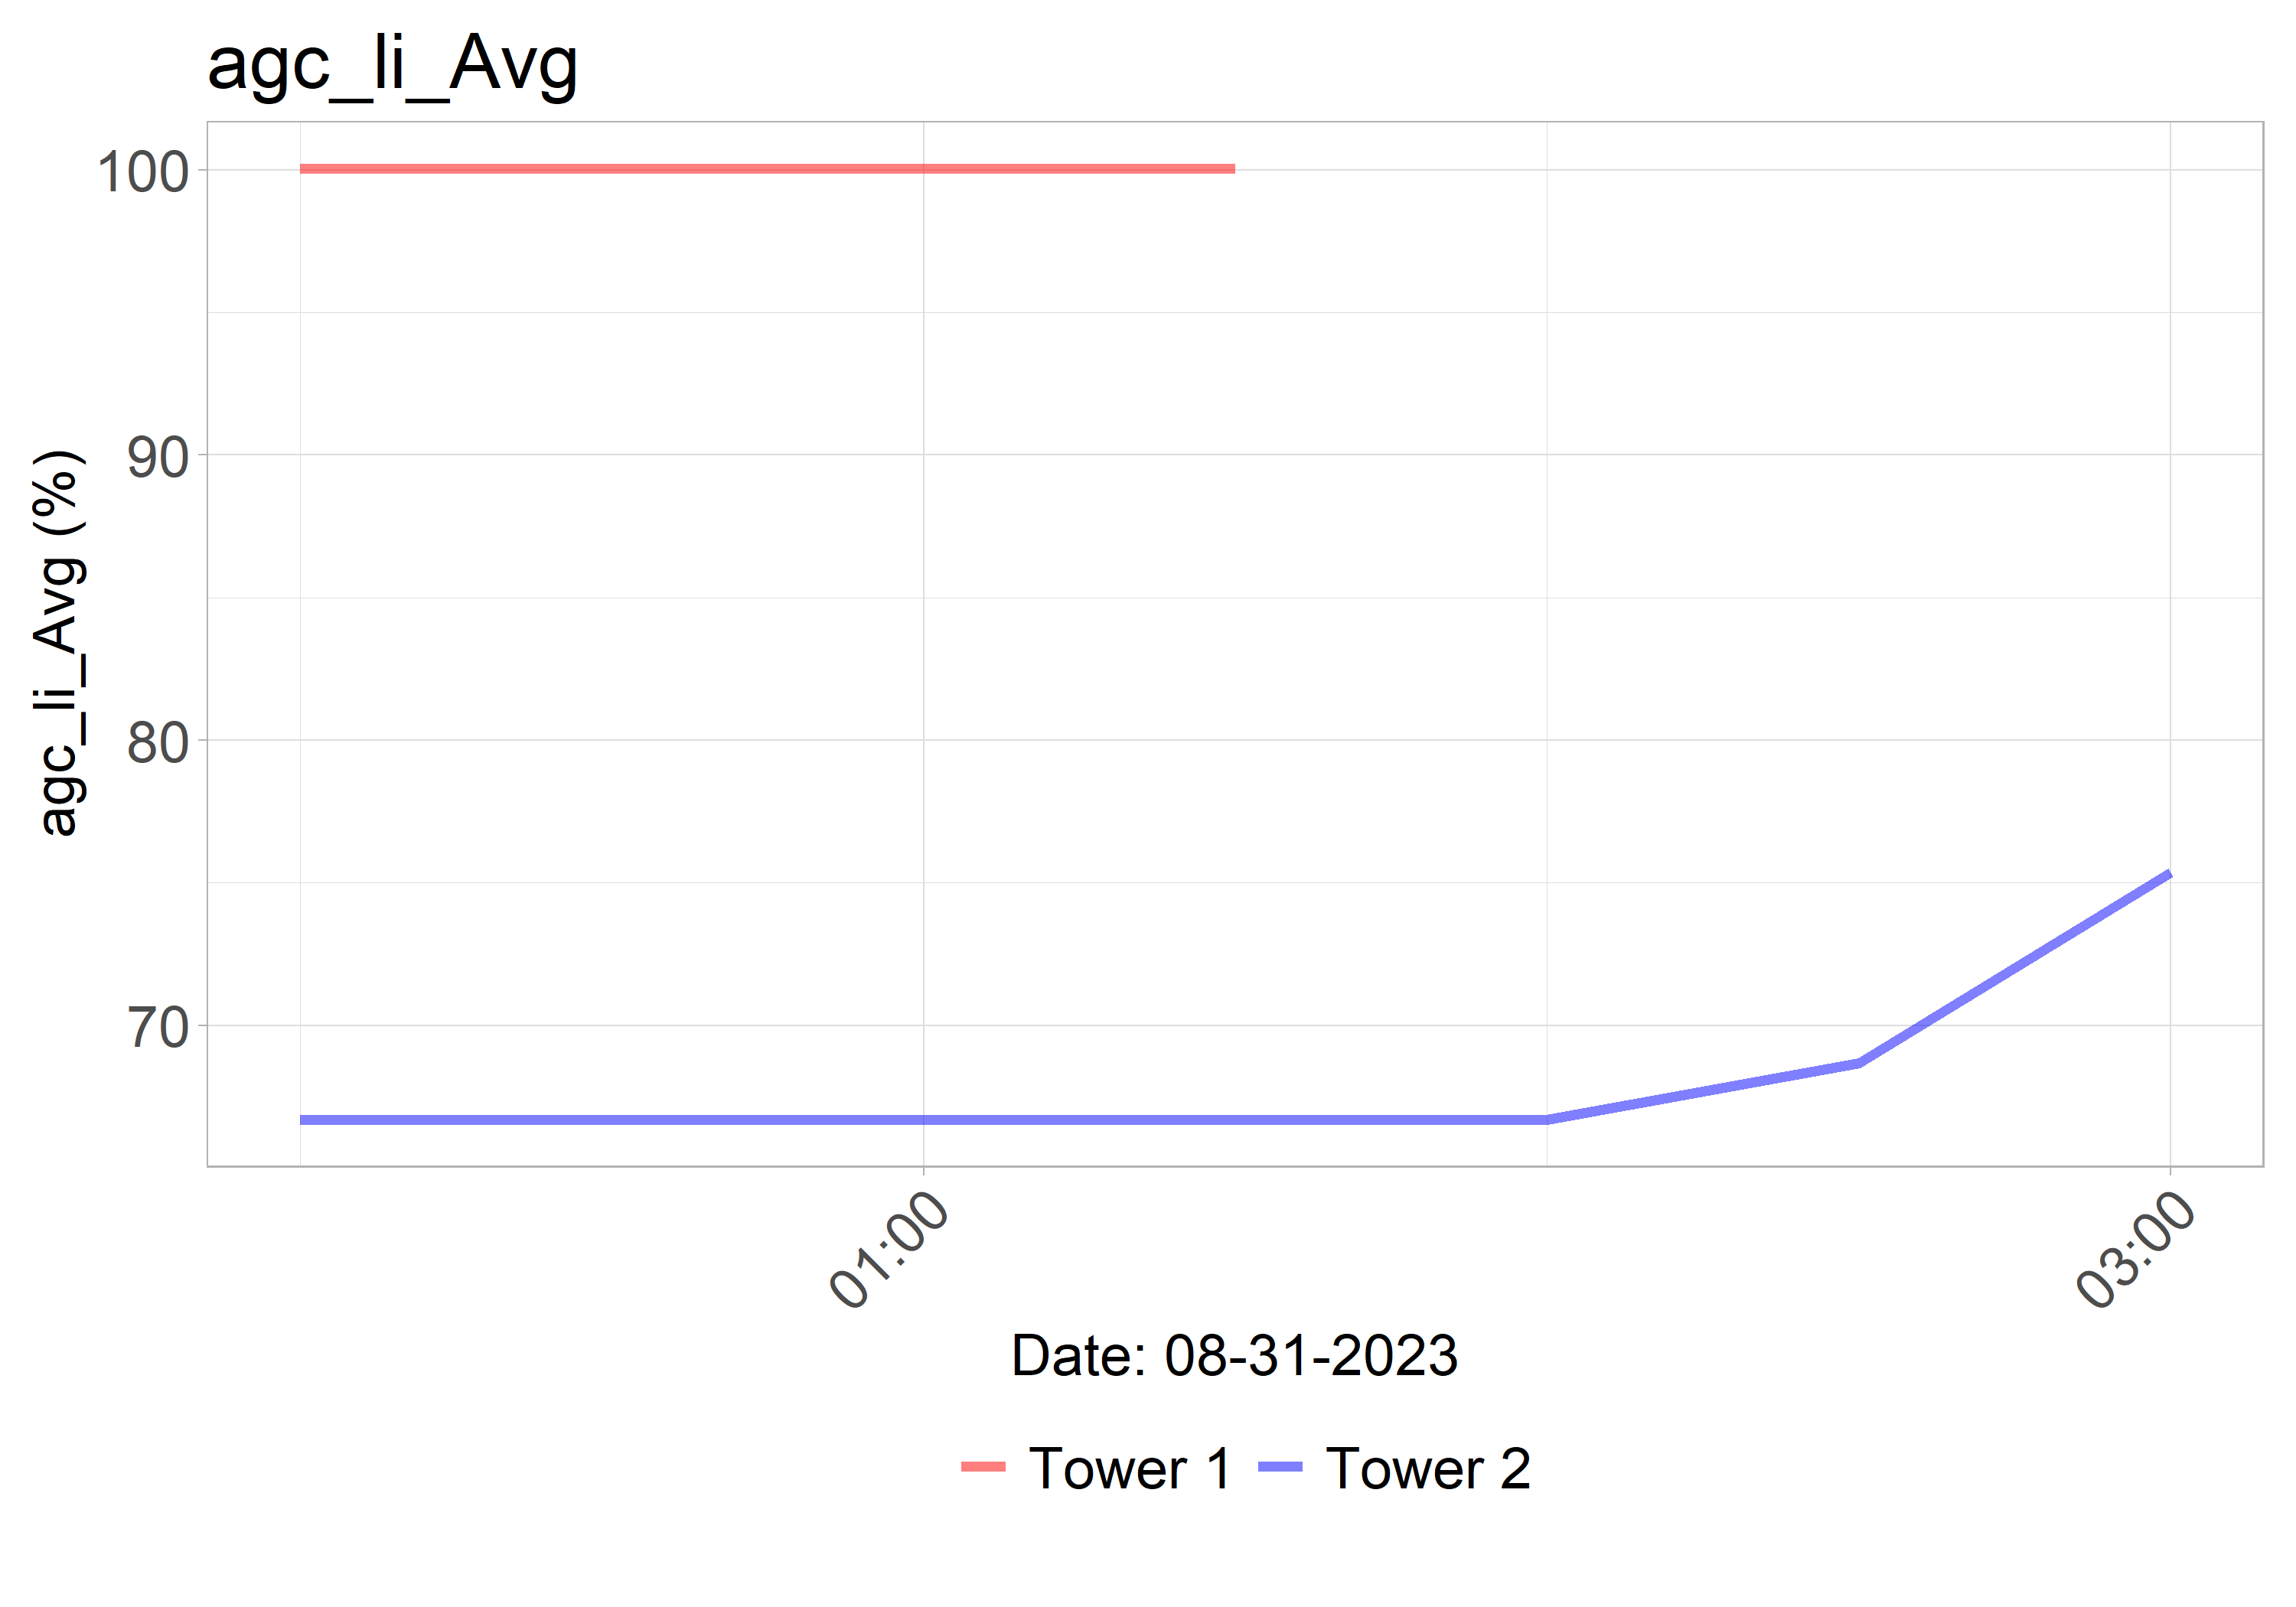 agc_li_Avg
agc_li_Avg (%)
100
90
80
70
01:00
03:00
Date: 08-31-2023
Tower 1
Tower 2